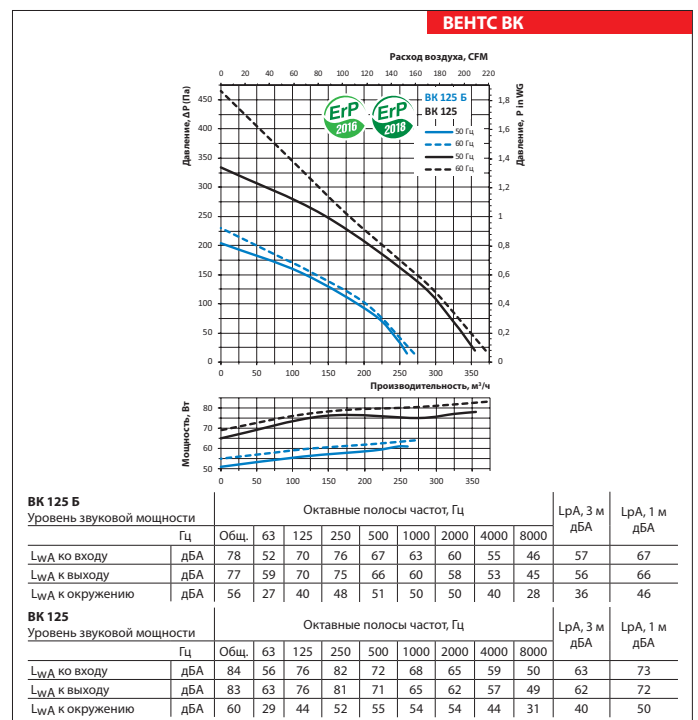 ВЕНТС ВК
Расход воздуха, CFM
0 20 40 60 80 100 120 140 160 180 200 220
Давление, ΔP (Па)
450
400
350
300
250
200
150
100
50
0
ErP
2016
ErP
2018
ВК 125 Б
ВК 125
50 Гц
60 Гц
50 Гц
60 Гц
Давление, P in WG
1,8
1,6
1,4
1,2
1
0,8
0,6
0,4
0,2
0
0 50 100 150 200 250 300 350
Производительность, м³/ч
Мощность, Вт
80
70
60
50
0 50 100 150 200 250 300 350
ВК 125 Б
Уровень звуковой мощности
Октавные полосы частот, Гц
LpA, 3 м
дБА
LpA, 1 м
дБА
Гц Общ. 63 125 250 500 1000 2000 4000 8000
LwA ко входу дБА 78 52 70 76 67 63 60 55 46 57 67
LwA к выходу дБА 77 59 70 75 66 60 58 53 45 56 66
LwA к окружению дБА 56 27 40 48 51 50 50 40 28 36 46
ВК 125
Уровень звуковой мощности
Октавные полосы частот, Гц
LpA, 3 м
дБА
LpA, 1 м
дБА
Гц Общ. 63 125 250 500 1000 2000 4000 8000
LwA ко входу дБА 84 56 76 82 72 68 65 59 50 63 73
LwA к выходу дБА 83 63 76 81 71 65 62 57 49 62 72
LwA к окружению дБА 60 29 44 52 55 54 54 44 31 40 50